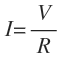 I = V/R